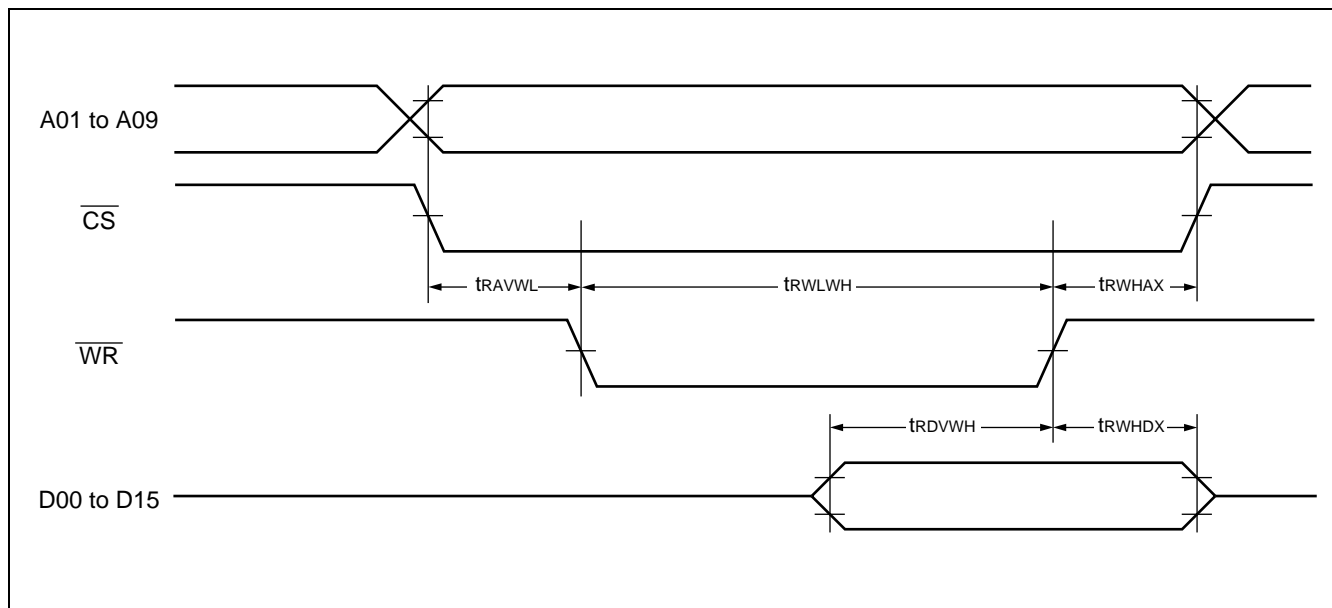 A01 to A09
CS
tRAVWL
tRWLWH
tRWHAX
WR
tRDVWH
tRWHDX
D00 to D15